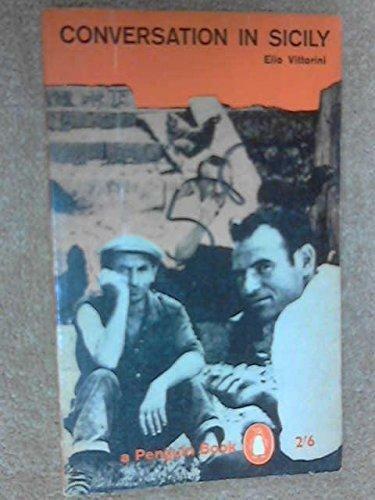 CONVERSATION IN SICILY
Elio Vittorini
a Penguin Book
2'6